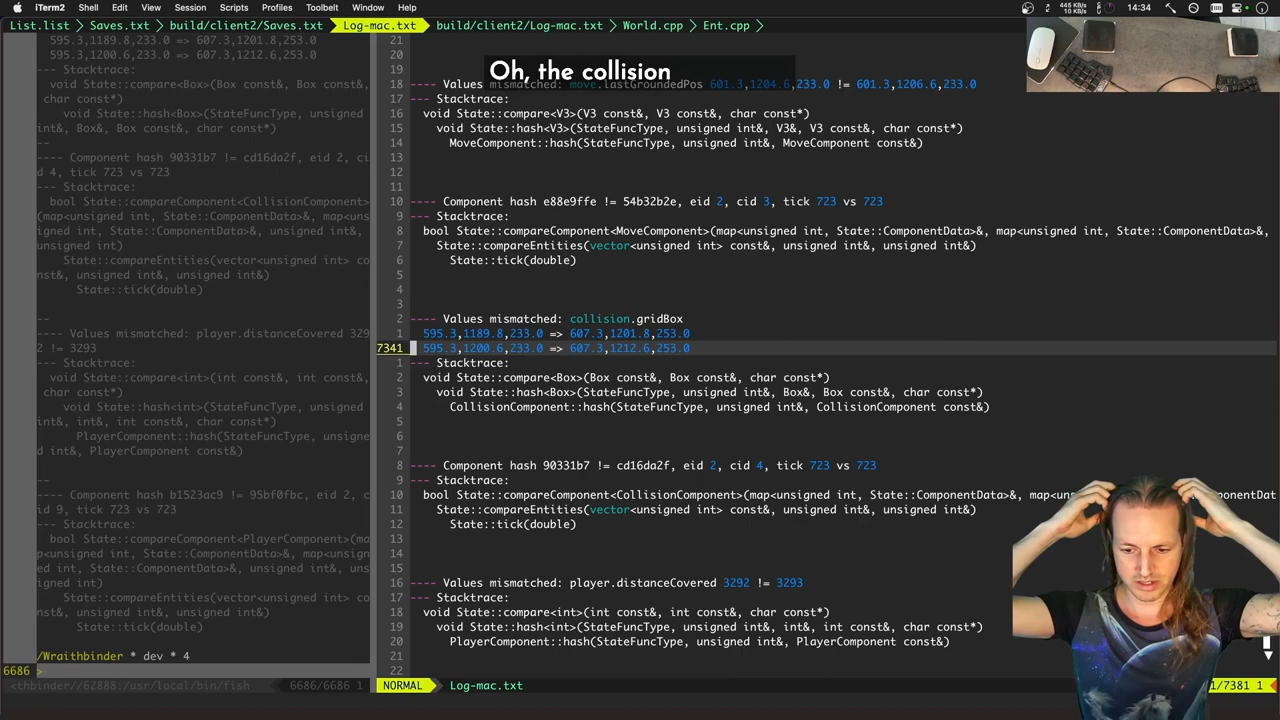 iTerm2 Shell Edit View Session Scripts Profiles Toolbelt Window Help 445 KB/s 10 KB/s 14:34
List.list Saves.txt build/client2/Saves.txt Log-mac.txt build/client2/Log-mac.txt World.cpp Ent.cpp
595.3,1189.8,233.0 => 607.3,1201.8,253.0
595.3,1200.6,233.0 => 607.3,1212.6,253.0
--- Stacktrace:
void State::compare<Box>(Box const&, Box const&, char const*)
void State::hash<Box>(StateFuncType, unsigned int&, Box&, Box const&, char const*)
--
---- Component hash 90331b7 != cd16da2f, eid 2, cid 4, tick 723 vs 723
--- Stacktrace:
bool State::compareComponent<CollisionComponent>(map<unsigned int, State::ComponentData>&, map<unsigned int, State::ComponentData>&, unsigned int)
State::compareEntities(vector<unsigned int> const&, unsigned int&, unsigned int&)
State::tick(double)
--
---- Values mismatched: player.distanceCovered 3292 != 3293
--- Stacktrace:
void State::compare<int>(int const&, int const&, char const*)
void State::hash<int>(StateFuncType, unsigned int&, int&, int const&, char const*)
PlayerComponent::hash(StateFuncType, unsigned int&, PlayerComponent const&)
--
---- Component hash b1523ac9 != 95bf0fbc, eid 2, cid 9, tick 723 vs 723
--- Stacktrace:
bool State::compareComponent<PlayerComponent>(map<unsigned int, State::ComponentData>&, map<unsigned int, State::ComponentData>&, unsigned int)
State::compareEntities(vector<unsigned int> const&, unsigned int&, unsigned int&)
State::tick(double)
/Wraithbinder * dev * 4
6686 >
thbinder//62888:/usr/local/bin/fish 6686/6686 1
21
20
19
Oh, the collision
18 ---- Values mismatched: move.lastGroundedPos 601.3,1204.6,233.0 != 601.3,1206.6,233.0
17 --- Stacktrace:
16 void State::compare<V3>(V3 const&, V3 const&, char const*)
15 void State::hash<V3>(StateFuncType, unsigned int&, V3&, V3 const&, char const*)
14 MoveComponent::hash(StateFuncType, unsigned int&, MoveComponent const&)
13
12
11
10 ---- Component hash e88e9ffe != 54b32b2e, eid 2, cid 3, tick 723 vs 723
9 --- Stacktrace:
8 bool State::compareComponent<MoveComponent>(map<unsigned int, State::ComponentData>&, map<unsigned int, State::ComponentData>&,
7 State::compareEntities(vector<unsigned int> const&, unsigned int&, unsigned int&)
6 State::tick(double)
5
4
3
2 ---- Values mismatched: collision.gridBox
1 595.3,1189.8,233.0 => 607.3,1201.8,253.0
7341 595.3,1200.6,233.0 => 607.3,1212.6,253.0
1 --- Stacktrace:
2 void State::compare<Box>(Box const&, Box const&, char const*)
3 void State::hash<Box>(StateFuncType, unsigned int&, Box&, Box const&, char const*)
4 CollisionComponent::hash(StateFuncType, unsigned int&, CollisionComponent const&)
5
6
7
8 ---- Component hash 90331b7 != cd16da2f, eid 2, cid 4, tick 723 vs 723
9 --- Stacktrace:
10 bool State::compareComponent<CollisionComponent>(map<unsigned int, State::ComponentData>&, map<unsigned int, State::ComponentDat
11 State::compareEntities(vector<unsigned int> const&, unsigned int&, unsigned int&)
12 State::tick(double)
13
14
15
16 ---- Values mismatched: player.distanceCovered 3292 != 3293
17 --- Stacktrace:
18 void State::compare<int>(int const&, int const&, char const*)
19 void State::hash<int>(StateFuncType, unsigned int&, int&, int const&, char const*)
20 PlayerComponent::hash(StateFuncType, unsigned int&, PlayerComponent const&)
21
22
NORMAL Log-mac.txt 1/7381 1